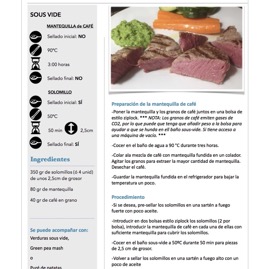 SOUS VIDE
MANTEQUILLA de CAFÉ
Sellado inicial: NO
90ºC
3:00 horas
Sellado final: NO
SOLOMILLO
Sellado inicial: SÍ
50ºC
50 min
2,5cm
Sellado final: SÍ
Ingredientes
350 gr de solomillos (ó 4 unid)
de unos 2,5cm de grosor
80 gr de mantequilla
40 gr de café en grano
Se puede acompañar con:
Verduras sous vide,
Green pea mash
o
Puré de patatas
Preparación de la mantequilla de café
-Poner la mantequilla y los granos de café juntos en una bolsa de
estilo ziplock. *** NOTA: Los granos de café emiten gases de
CO2, por lo que puede que tenga que añadir peso a la bolsa para
ayudar a que se hunda en el baño sous-vide. Si tiene acceso a
una máquina de vacío. ***
-Cocer en el baño de agua a 90 °C durante tres horas.
-Colar ala mezcla de café con mantequilla fundida en un colador.
Agitar los granos para extraer la mayor cantidad de mantequilla.
Desechar el café.
-Guardar la mantequilla fundida en el refrigerador para bajar la
temperatura un poco.
Procedimiento
-Si se desea, pre-sellar los solomillos en una sartén a fuego
fuerte con poco aceite.
-Introducir en dos bolsas estilo ziplock los solomillos (2 por
bolsa), introducir la mantequilla de café en cada una de ellas con
suficiente mantequilla para cubrir los solomillos.
-Cocer en el baño sous-vide a 50ºC durante 50 min para piezas
de 2,5 cm de grosor.
-Volver a sellar los solomillos en una sartén a fuego alto con un
poco de aceite